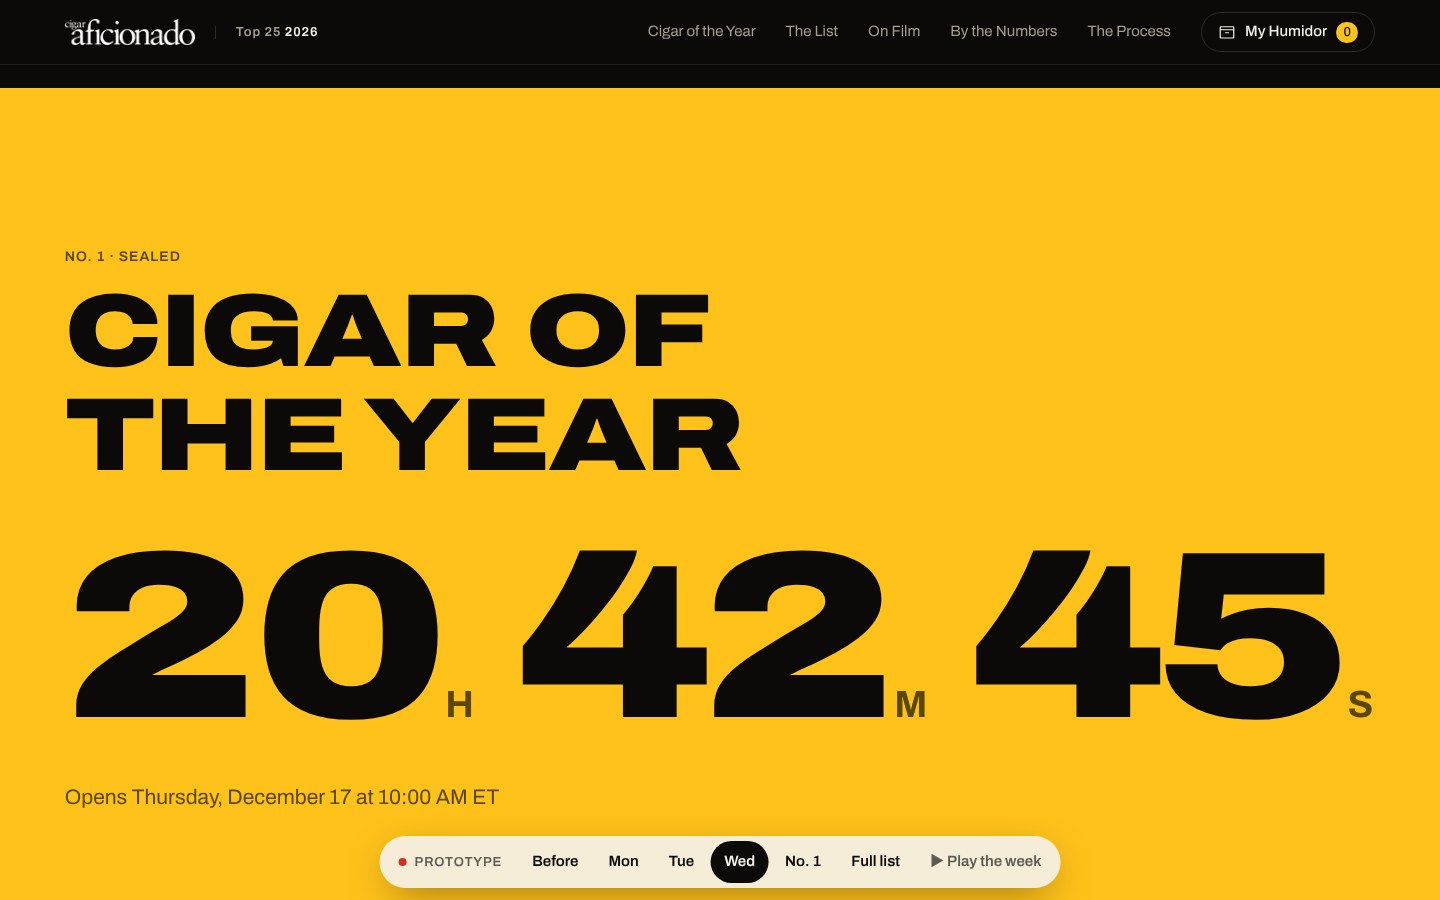 cigar aficionado
Top 25 2026
Cigar of the Year
The List
On Film
By the Numbers
The Process
My Humidor 0
NO. 1 · SEALED
CIGAR OF
THE YEAR
20 H 42 M 45 S
Opens Thursday, December 17 at 10:00 AM ET
PROTOTYPE
Before
Mon
Tue
Wed
No. 1
Full list
Play the week